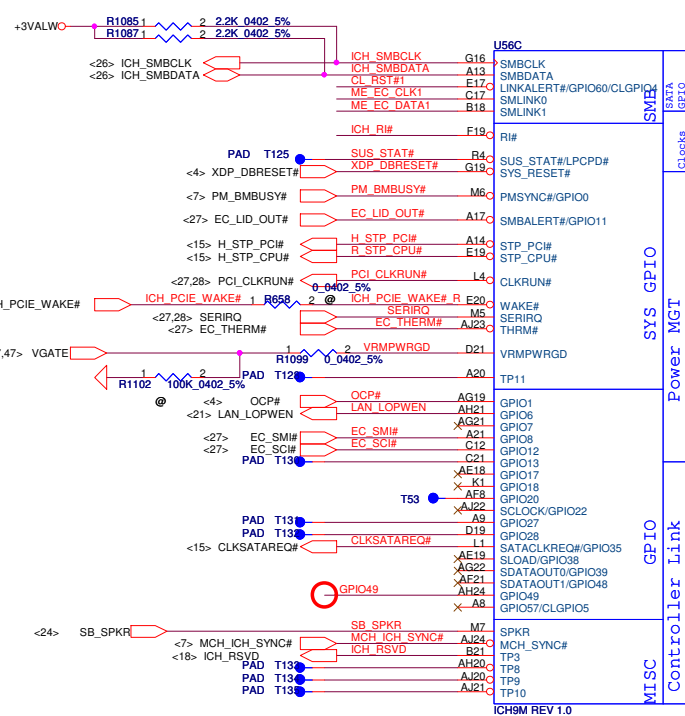 R1085 1 2 2.2K_0402_5%
+3VALW
R1087 1 2 2.2K_0402_5%
U56C
<26> ICH_SMBCLK ICH_SMBCLK G16 SMBCLK
<26> ICH_SMBDATA ICH_SMBDATA A13 SMBDATA
CL_RST#1 E17 LINKALERT#/GPIO60/CLGPIO4
ME_EC_CLK1 C17 SMLINK0
ME_EC_DATA1 B18 SMLINK1
SMB
SATA
GPIO
ICH_RI# F19 RI#
Clocks
PAD T125 SUS_STAT# R4 SUS_STAT#/LPCPD#
<4> XDP_DBRESET# XDP_DBRESET# G19 SYS_RESET#
<7> PM_BMBUSY# PM_BMBUSY# M6 PMSYNC#/GPIO0
<27> EC_LID_OUT# EC_LID_OUT# A17 SMBALERT#/GPIO11
<15> H_STP_PCI# H_STP_PCI# A14 STP_PCI#
<15> H_STP_CPU# R_STP_CPU# E19 STP_CPU#
<27,28> PCI_CLKRUN# PCI_CLKRUN# L4 CLKRUN#
0_0402_5%
H_PCIE_WAKE# ICH_PCIE_WAKE# 1 R658 2 @ ICH_PCIE_WAKE#_R E20 WAKE#
<27,28> SERIRQ SERIRQ M5 SERIRQ
<27> EC_THERM# EC_THERM# AJ23 THRM#
SYS GPIO
Power MGT
,47> VGATE 1 2 VRMPWRGD D21 VRMPWRGD
R1099 0_0402_5%
1 2 PAD T128 A20 TP11
R1102 100K_0402_5%
@
<4> OCP# OCP# AG19 GPIO1
<21> LAN_LOPWEN LAN_LOPWEN AH21 GPIO6
AG21 GPIO7
<27> EC_SMI# EC_SMI# A21 GPIO8
<27> EC_SCI# EC_SCI# C12 GPIO12
PAD C21 GPIO13
AE18 GPIO17
K1 GPIO18
T53 AF8 GPIO20
AJ22 SCLOCK/GPIO22
PAD A9 GPIO27
PAD D19 GPIO28
<15> CLKSATAREQ# CLKSATAREQ# L1 SATACLKREQ#/GPIO35
AE19 SLOAD/GPIO38
AG22 SDATAOUT0/GPIO39
AF21 SDATAOUT1/GPIO48
GPIO49 AH24 GPIO49
A8 GPIO57/CLGPIO5
GPIO
Controller Link
<24> SB_SPKR SB_SPKR M7 SPKR
<7> MCH_ICH_SYNC# MCH_ICH_SYNC# AJ24 MCH_SYNC#
<18> ICH_RSVD ICH_RSVD B21 TP3
PAD AH20 TP8
PAD AJ20 TP9
PAD AJ21 TP10
MISC
ICH9M REV 1.0